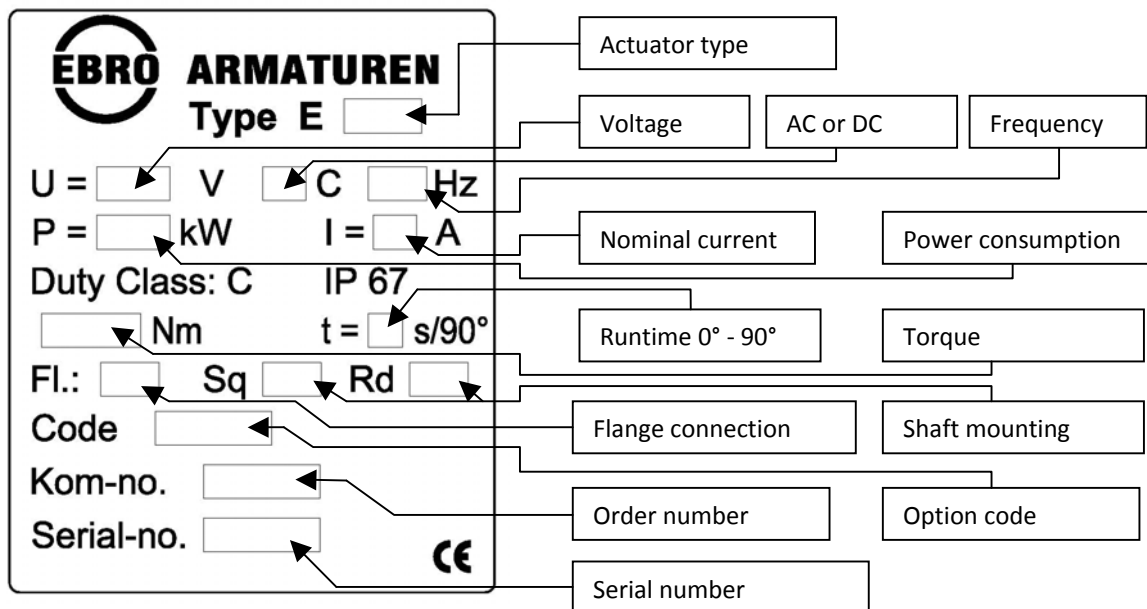 EBRO ARMATUREN
Type E
U = V C Hz
P = kW I = A
Duty Class: C IP 67
Nm t = s/90°
Fl.: Sq Rd
Code
Kom-no.
Serial-no.
CE
Actuator type
Voltage AC or DC Frequency
Nominal current Power consumption
Runtime 0° - 90° Torque
Flange connection Shaft mounting
Order number Option code
Serial number